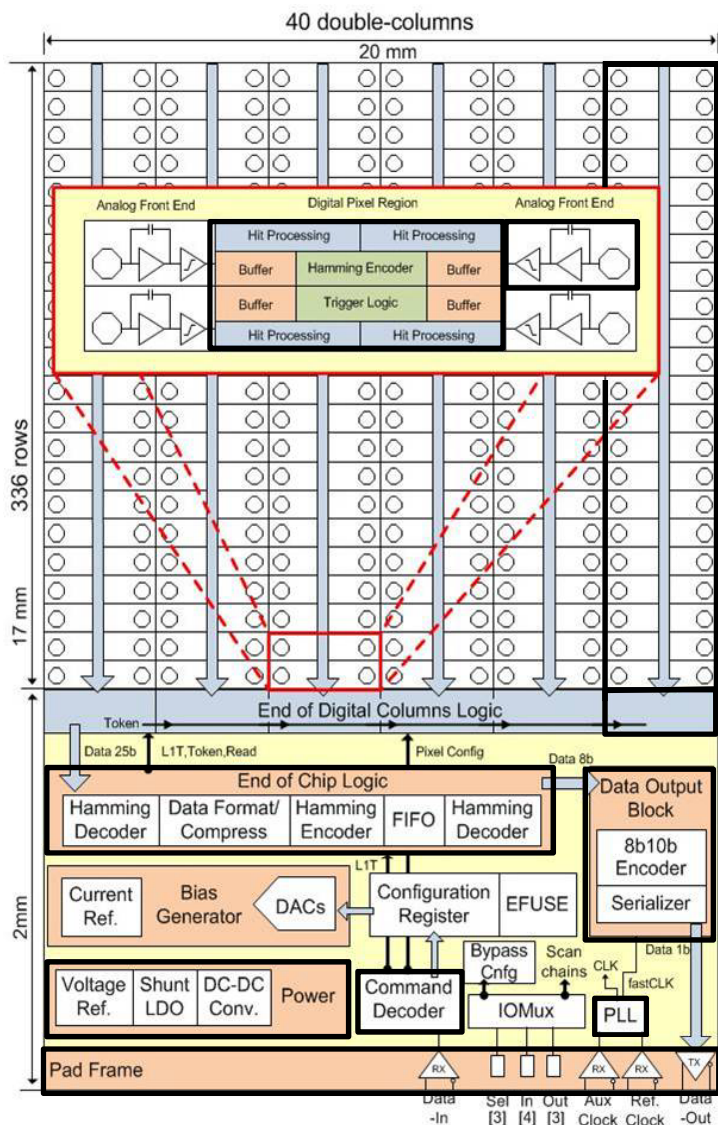 40 double-columns
20 mm
336 rows
17 mm
2mm
Analog Front End
Digital Pixel Region
Analog Front End
Hit Processing
Hit Processing
Buffer
Hamming Encoder
Buffer
Buffer
Trigger Logic
Buffer
Hit Processing
Hit Processing
End of Digital Columns Logic
Token
Data 25b
L1T,Token,Read
Pixel Config
Data 8b
End of Chip Logic
Hamming
Decoder
Data Format/
Compress
Hamming
Encoder
FIFO
Hamming
Decoder
Data Output
Block
8b10b
Encoder
Serializer
L1T
Current
Ref.
Bias
Generator
DACs
Configuration
Register
EFUSE
Data 1b
Bypass
Cnfg
Scan
chains
CLK
fastCLK
Voltage
Ref.
Shunt
LDO
DC-DC
Conv.
Power
Command
Decoder
IOMux
PLL
Pad Frame
RX
RX
RX
TX
Data
-In
Sel
[3]
In
[4]
Out
[3]
Aux
Clock
Ref.
Clock
Data
-Out